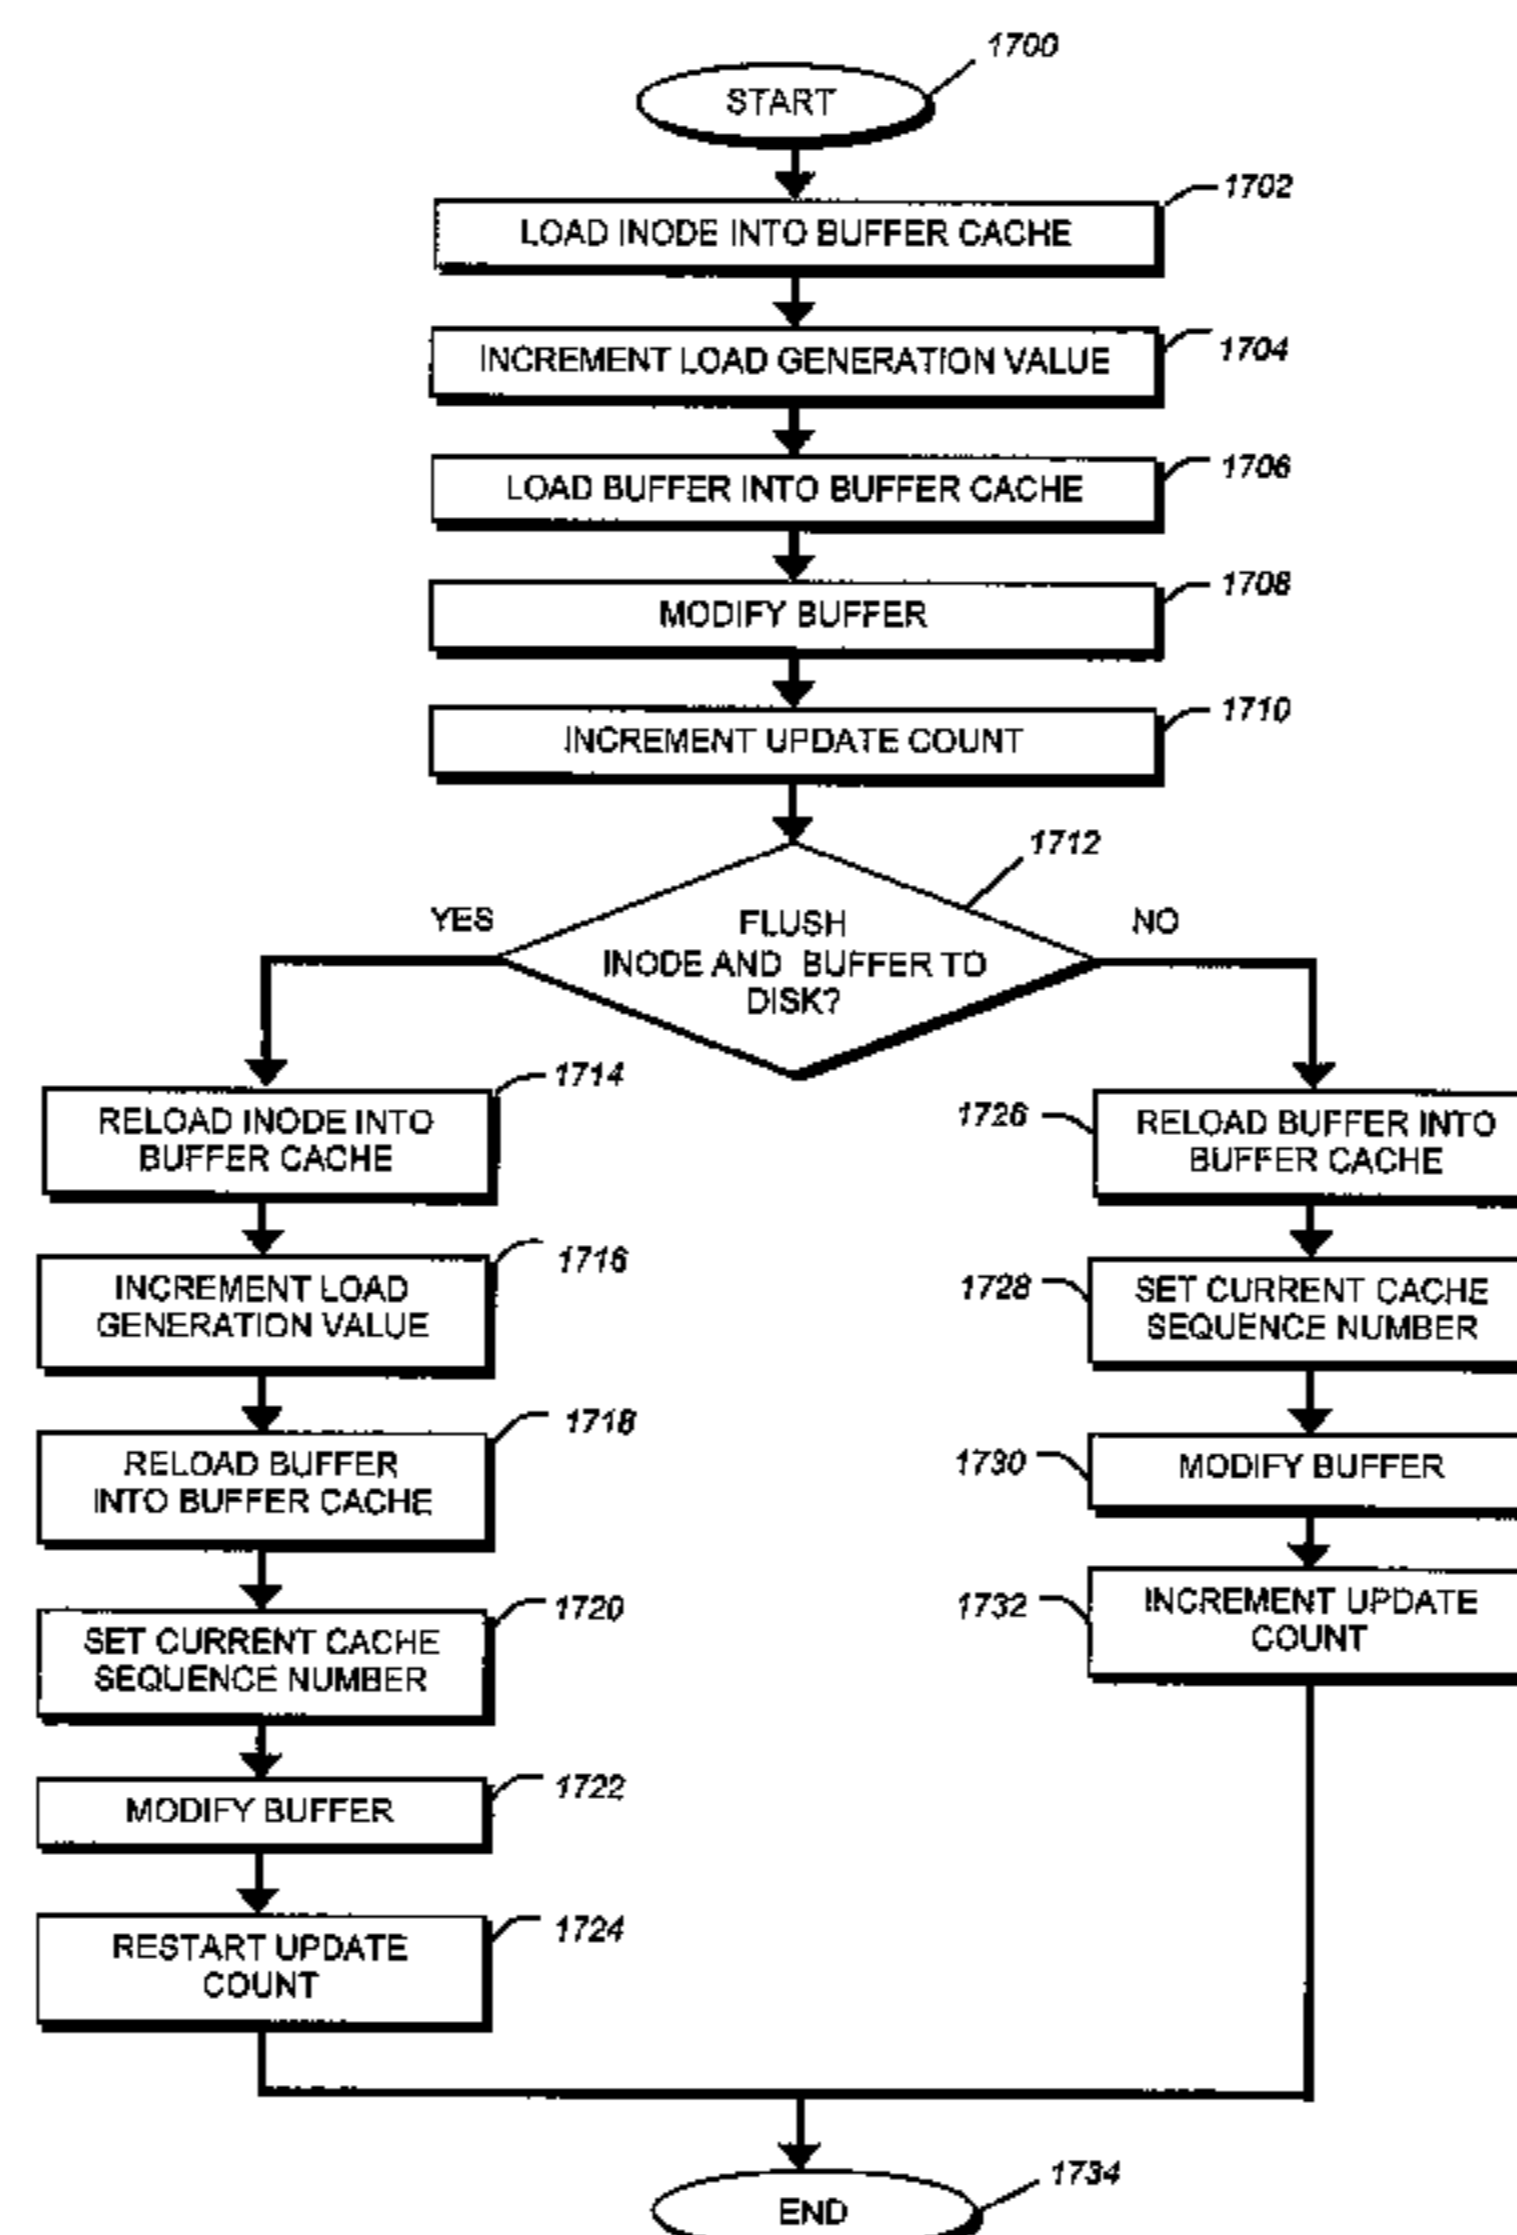 1700
START
1702
LOAD INODE INTO BUFFER CACHE
1704
INCREMENT LOAD GENERATION VALUE
1706
LOAD BUFFER INTO BUFFER CACHE
1708
MODIFY BUFFER
1710
INCREMENT UPDATE COUNT
1712
YES
FLUSH
INODE AND BUFFER TO
DISK?
NO
1714
RELOAD INODE INTO
BUFFER CACHE
1716
INCREMENT LOAD
GENERATION VALUE
1718
RELOAD BUFFER
INTO BUFFER CACHE
1720
SET CURRENT CACHE
SEQUENCE NUMBER
1722
MODIFY BUFFER
1724
RESTART UPDATE
COUNT
1726
RELOAD BUFFER INTO
BUFFER CACHE
1728
SET CURRENT CACHE
SEQUENCE NUMBER
1730
MODIFY BUFFER
1732
INCREMENT UPDATE
COUNT
1734
END